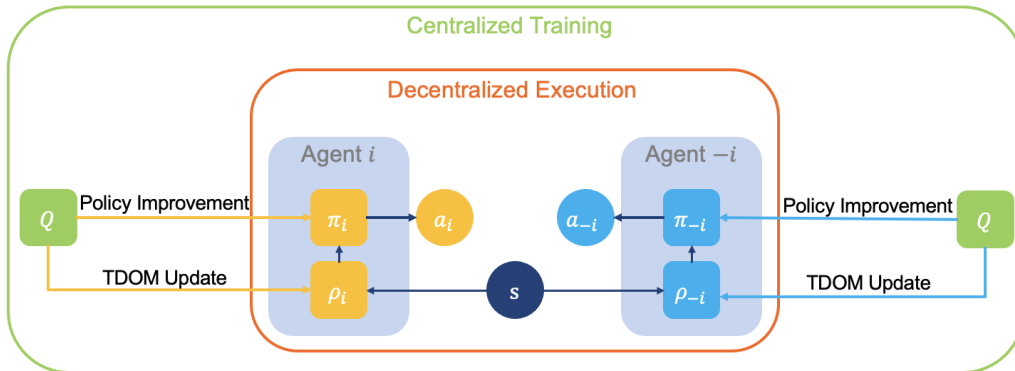 Centralized Training
Decentralized Execution
Agent i
Agent −i
Q
Policy Improvement
π_i
a_i
a_{−i}
π_{−i}
Policy Improvement
Q
TDOM Update
ρ_i
s
ρ_{−i}
TDOM Update